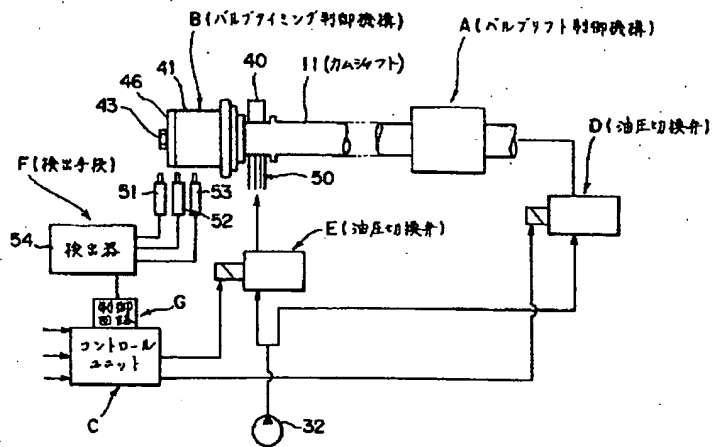 B(バルブタイミング制御機構)
A(バルブリフト制御機構)
46
41
40
11(カムシャフト)
43
D(油圧切換弁)
F(検出手段)
51
53
52
50
E(油圧切換弁)
54
検出器
制御
回路
G
コントロール
ユニット
C
32